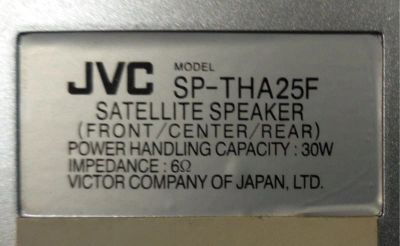 JVC MODEL SP-THA25F
SATELLITE SPEAKER
(FRONT/CENTER/REAR)
POWER HANDLING CAPACITY : 30W
IMPEDANCE : 6Ω
VICTOR COMPANY OF JAPAN, LTD.